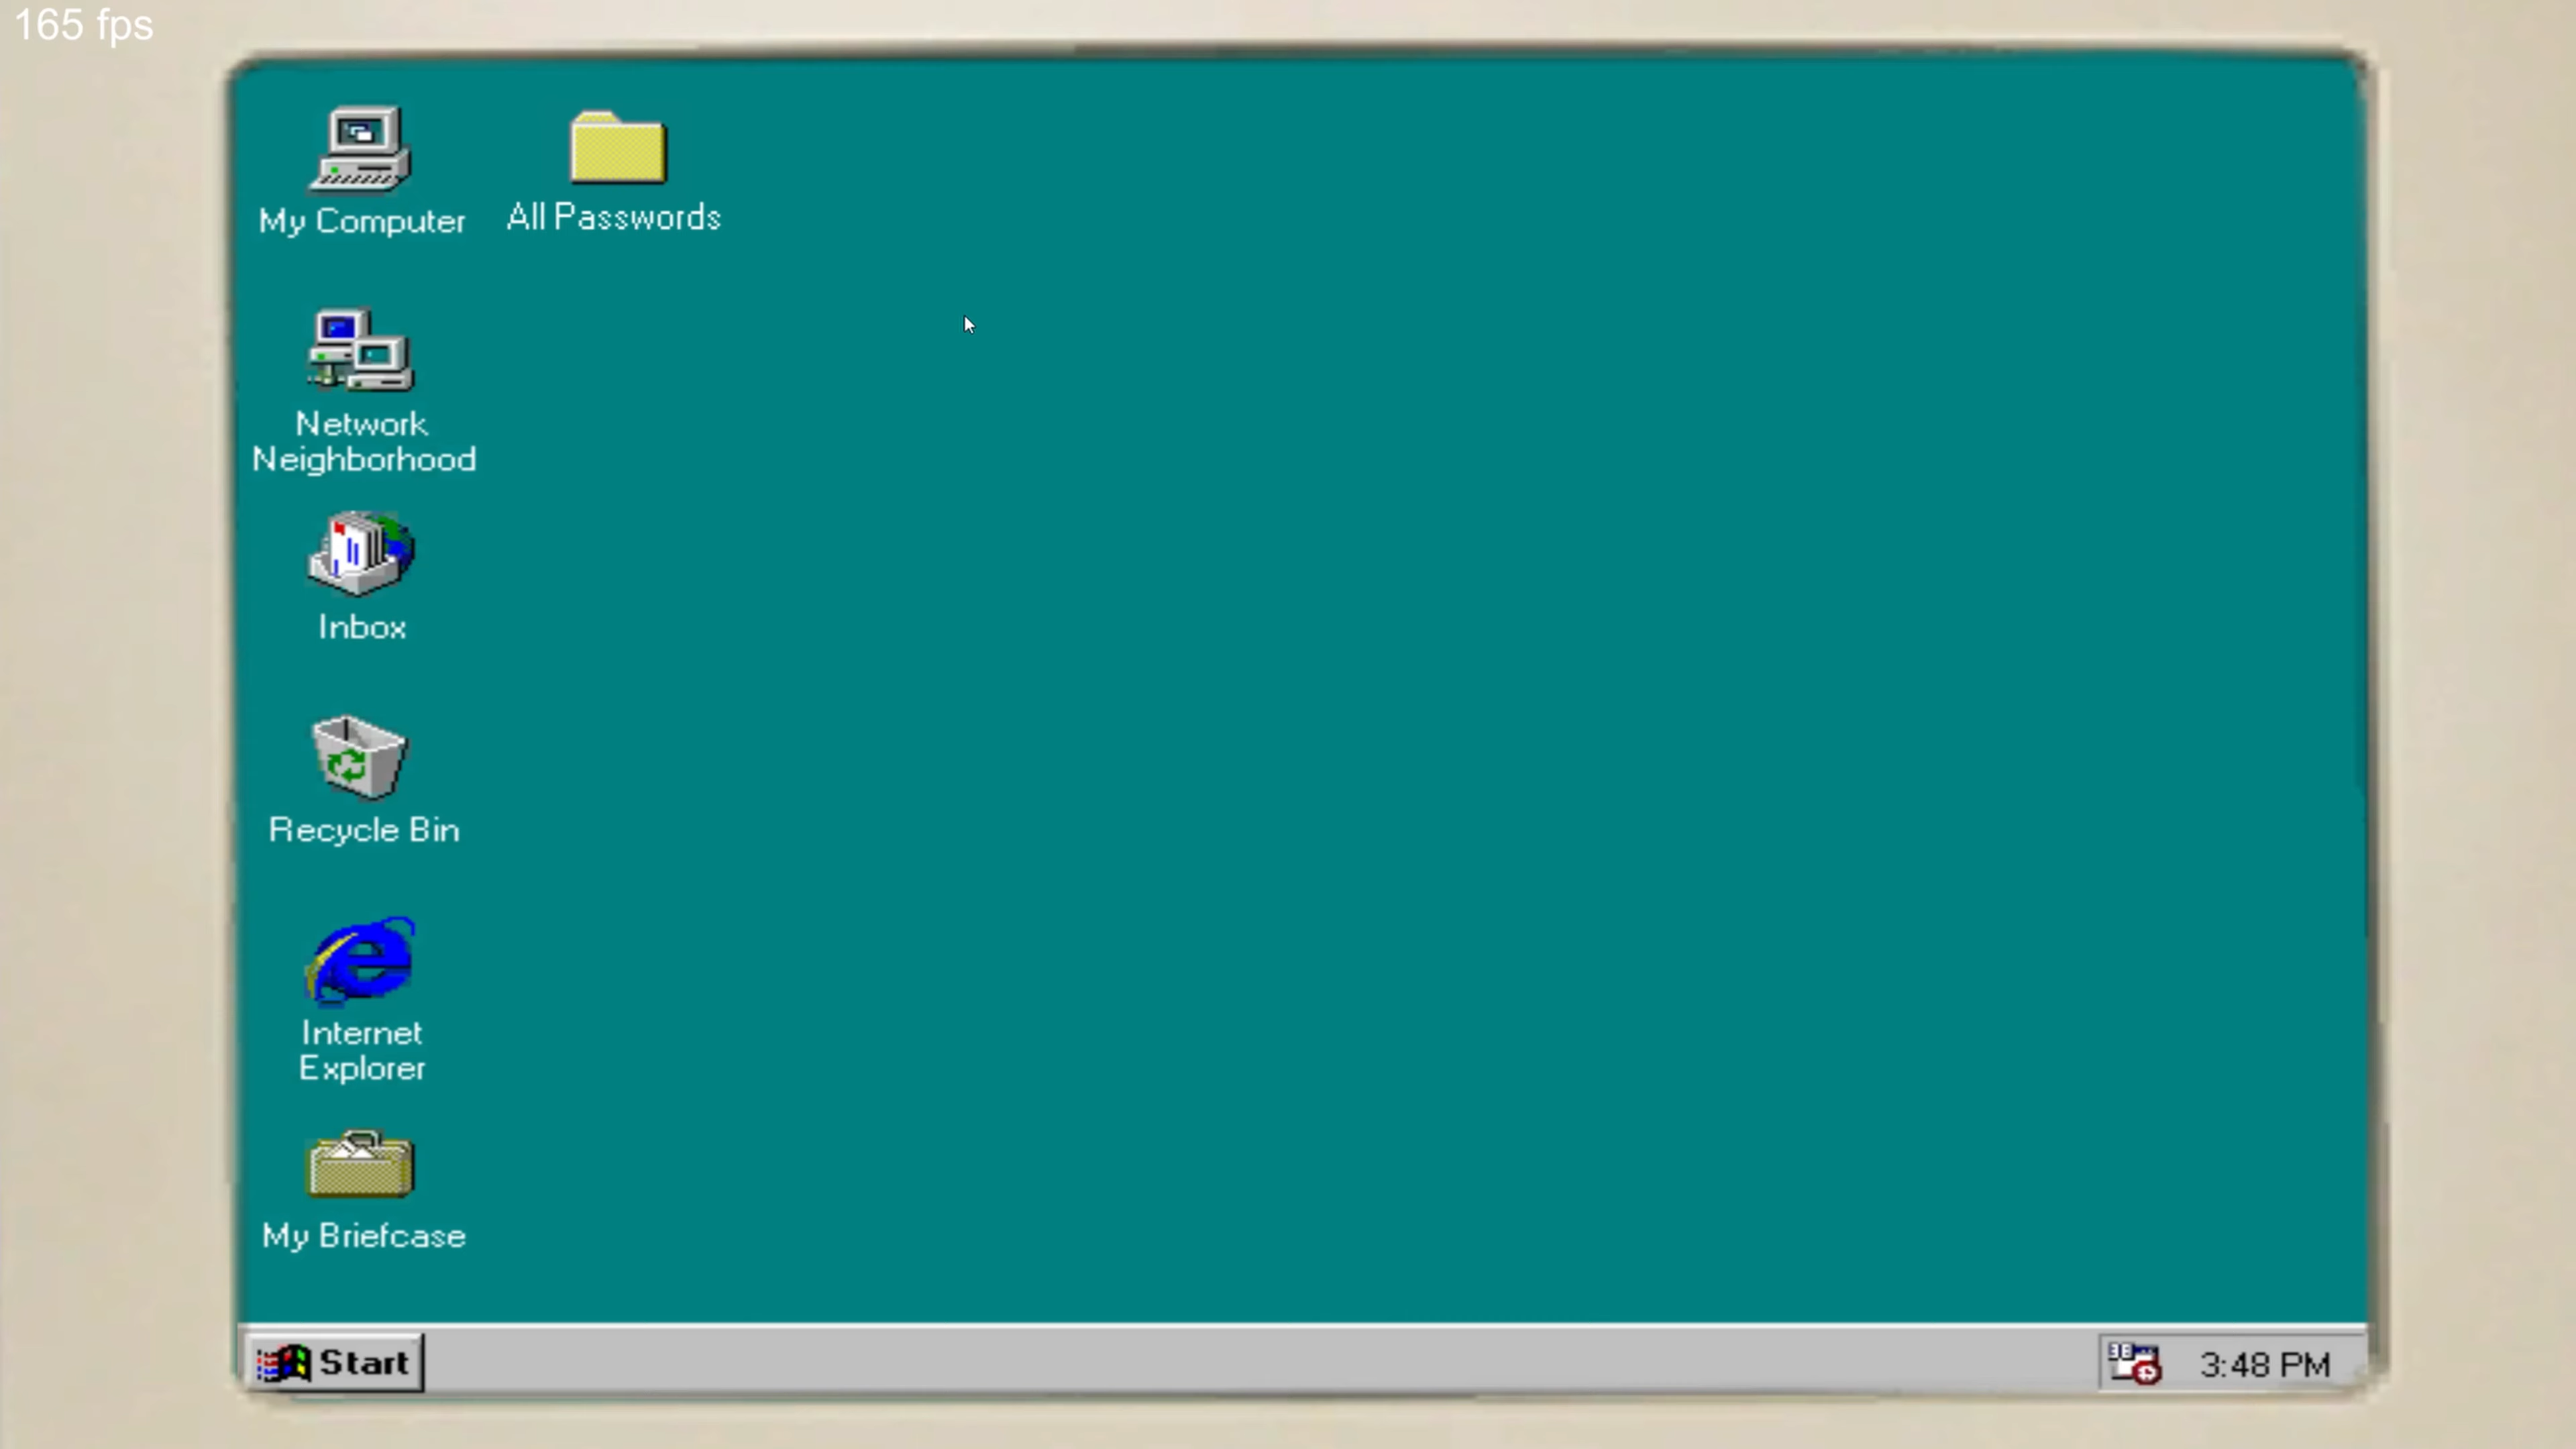 165 fps
My Computer
All Passwords
Network
Neighborhood
Inbox
Recycle Bin
Internet
Explorer
My Briefcase
Start
3:48 PM